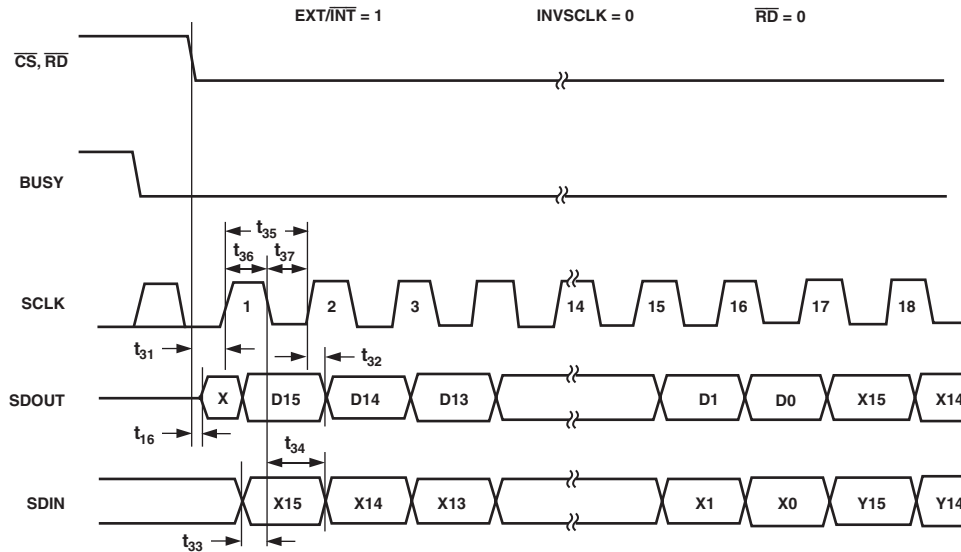 EXT/INT = 1 INVSCLK = 0 RD = 0
CS, RD
BUSY
t35
t36 t37
SCLK 1 2 3 14 15 16 17 18
t31 t32
SDOUT X D15 D14 D13 D1 D0 X15 X14
t16 t34
SDIN X15 X14 X13 X1 X0 Y15 Y14
t33